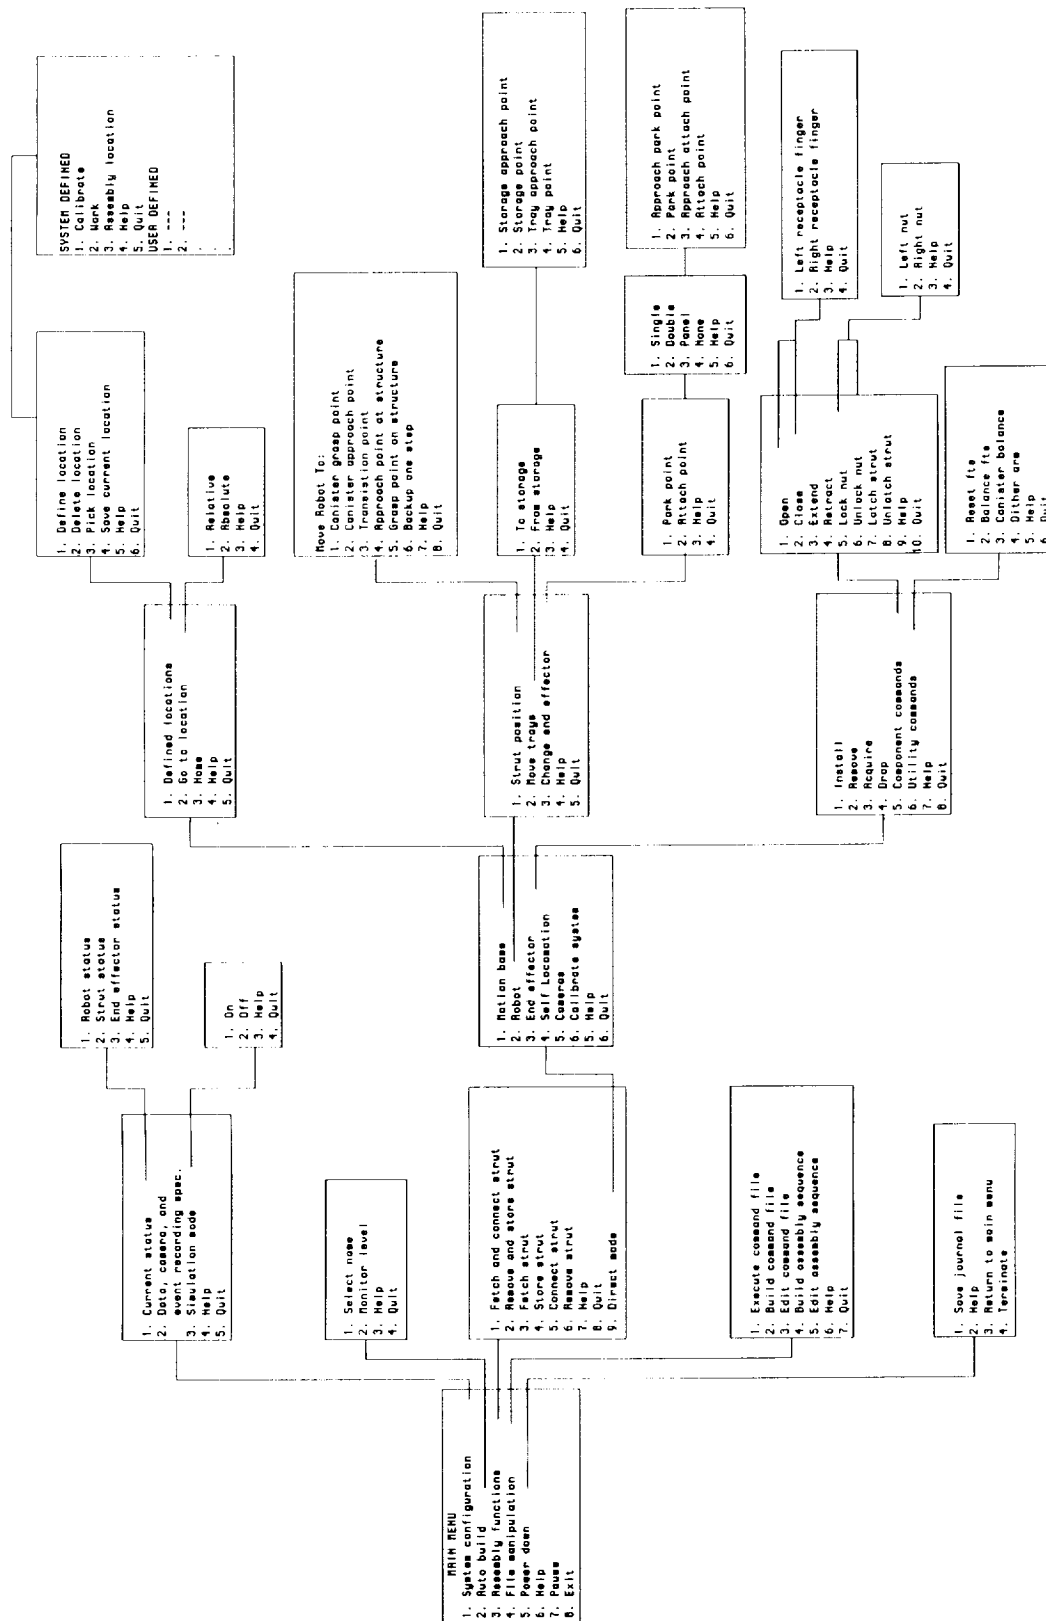 MAIN MENU
1. System configuration
2. Auto build
3. Assembly functions
4. File manipulation
5. Power down
6. Help
7. Pause
8. Exit
1. Current status
2. Data, camera, and
event recording spec.
3. Simulation mode
4. Help
5. Quit
1. Select name
2. Monitor level
3. Help
4. Quit
1. Fetch and connect strut
2. Remove and store strut
3. Fetch strut
4. Store strut
5. Connect strut
6. Remove strut
7. Help
8. Quit
9. Direct mode
1. Execute command file
2. Build command file
3. Edit command file
4. Build assembly sequence
5. Edit assembly sequence
6. Help
7. Quit
1. Save journal file
2. Help
3. Return to main menu
4. Terminate
1. Robot status
2. Strut status
3. End effector status
4. Help
5. Quit
1. On
2. Off
3. Help
4. Quit
1. Motion base
2. Robot
3. End effector
4. Self Locomotion
5. Cameras
6. Calibrate system
5. Help
6. Quit
1. Defined locations
2. Go to location
3. Home
4. Help
5. Quit
1. Strut position
2. Move trays
3. Change end effector
4. Help
5. Quit
1. Install
2. Remove
3. Acquire
4. Drop
5. Component commands
6. Utility commands
7. Help
8. Quit
1. Define location
2. Delete location
3. Pick location
4. Save current location
5. Help
6. Quit
1. Relative
2. Absolute
3. Help
4. Quit
Move Robot To:
1. Canister grasp point
2. Canister approach point
3. Transistion point
4. Approach point at structure
5. Grasp point on structure
6. Backup one step
7. Help
8. Quit
1. To storage
2. From storage
3. Help
4. Quit
1. Park point
2. Attach point
3. Help
4. Quit
1. Open
2. Close
3. Extend
4. Retract
5. Lock nut
6. Unlock nut
7. Latch strut
8. Unlatch strut
9. Help
10. Quit
1. Reset fts
2. Balance fts
3. Canister balance
4. Dither arm
5. Help
6. Quit
SYSTEM DEFINED
1. Calibrate
2. Work
3. Assembly location
4. Help
5. Quit
USER DEFINED
1. ---
2. ---
.
.
1. Storage approach point
2. Storage point
3. Tray approach point
4. Tray point
5. Help
6. Quit
1. Single
2. Double
3. Panel
4. None
5. Help
6. Quit
1. Approach park point
2. Park point
3. Approach attach point
4. Attach point
5. Help
6. Quit
1. Left receptacle finger
2. Right receptacle finger
3. Help
4. Quit
1. Left nut
2. Right nut
3. Help
4. Quit